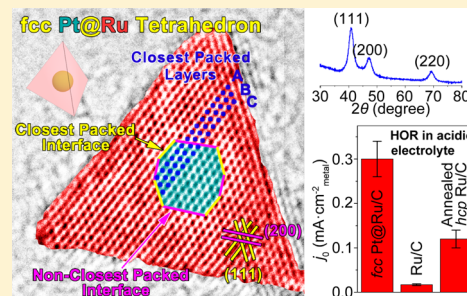 fcc Pt@Ru Tetrahedron
Closest Packed
Layers
A
B
C
Closest Packed
Interface
(200)
(111)
Non-Closest Packed
Interface
(111)
(200)
(220)
30 40 50 60 70 80
2θ (degree)
HOR in acidic
electrolyte
j0 (mA·cm-2metal)
0.3
0.2
0.1
0.0
fcc Pt@Ru/C
Ru/C
Annealed
hcp Ru/C